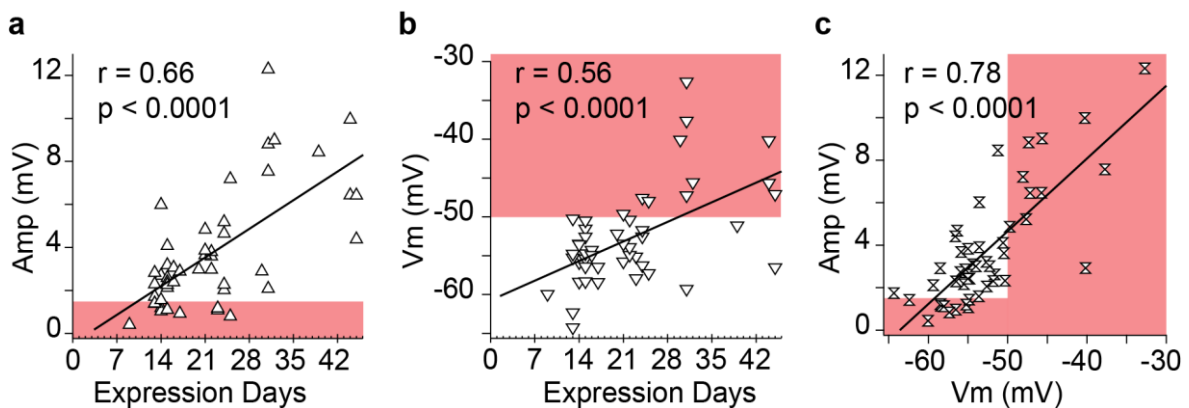 a
r = 0.66
p < 0.0001
Amp (mV)
12
8
4
0
0 7 14 21 28 35 42
Expression Days
b
r = 0.56
p < 0.0001
Vm (mV)
-30
-40
-50
-60
0 7 14 21 28 35 42
Expression Days
c
r = 0.78
p < 0.0001
Amp (mV)
12
8
4
0
-60 -50 -40 -30
Vm (mV)